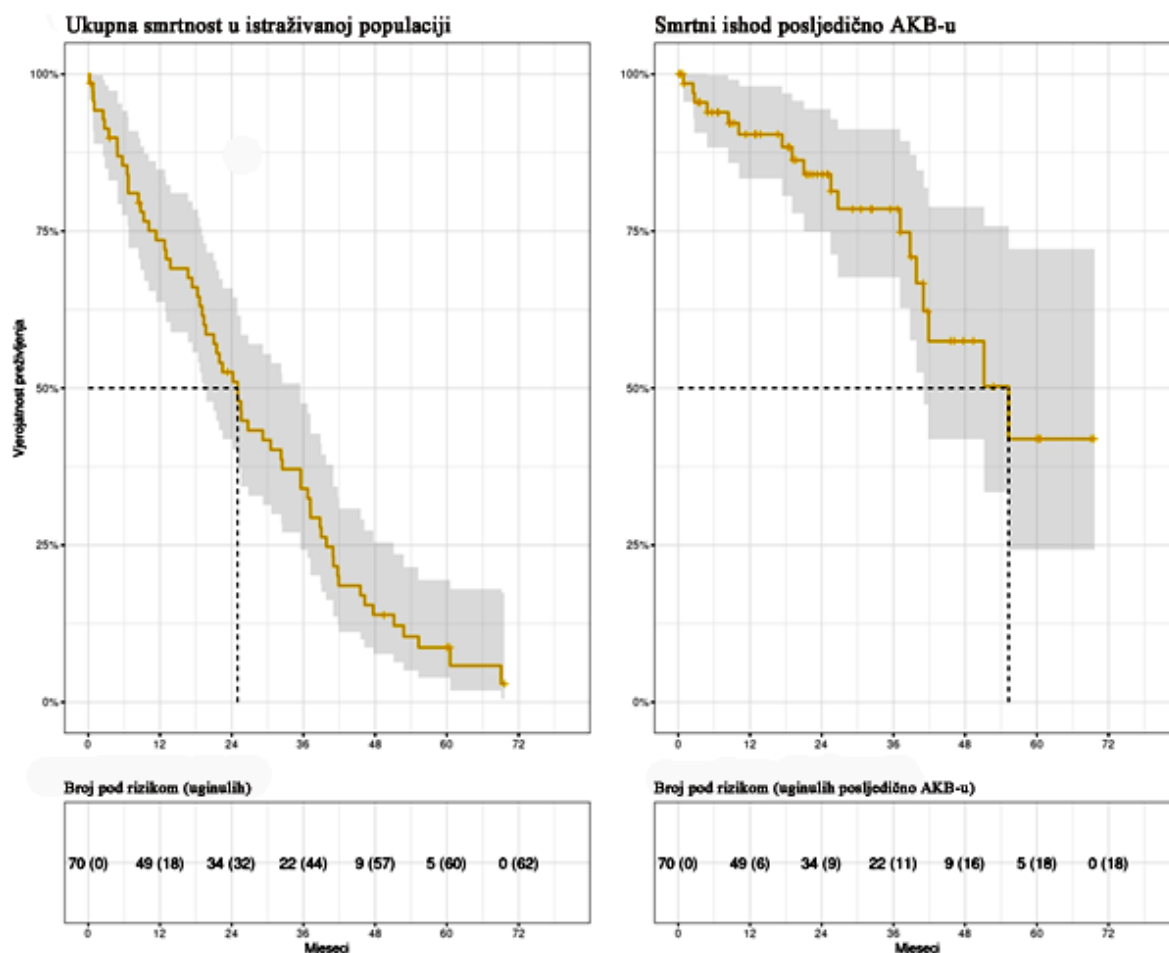 Ukupna smrtnost u istraživanoj populaciji
Smrtni ishod posljedično AKB-u
Vjerojatnost preživljenja
100%
75%
50%
25%
0%
0 12 24 36 48 60 72
100%
75%
50%
25%
0%
0 12 24 36 48 60 72
Broj pod rizikom (uginulih)
70 (0) 49 (18) 34 (32) 22 (44) 9 (57) 5 (60) 0 (62)
0 12 24 36 48 60 72
Mjeseci
Broj pod rizikom (uginulih posljedično AKB-u)
70 (0) 49 (6) 34 (9) 22 (11) 9 (16) 5 (18) 0 (18)
0 12 24 36 48 60 72
Mjeseci